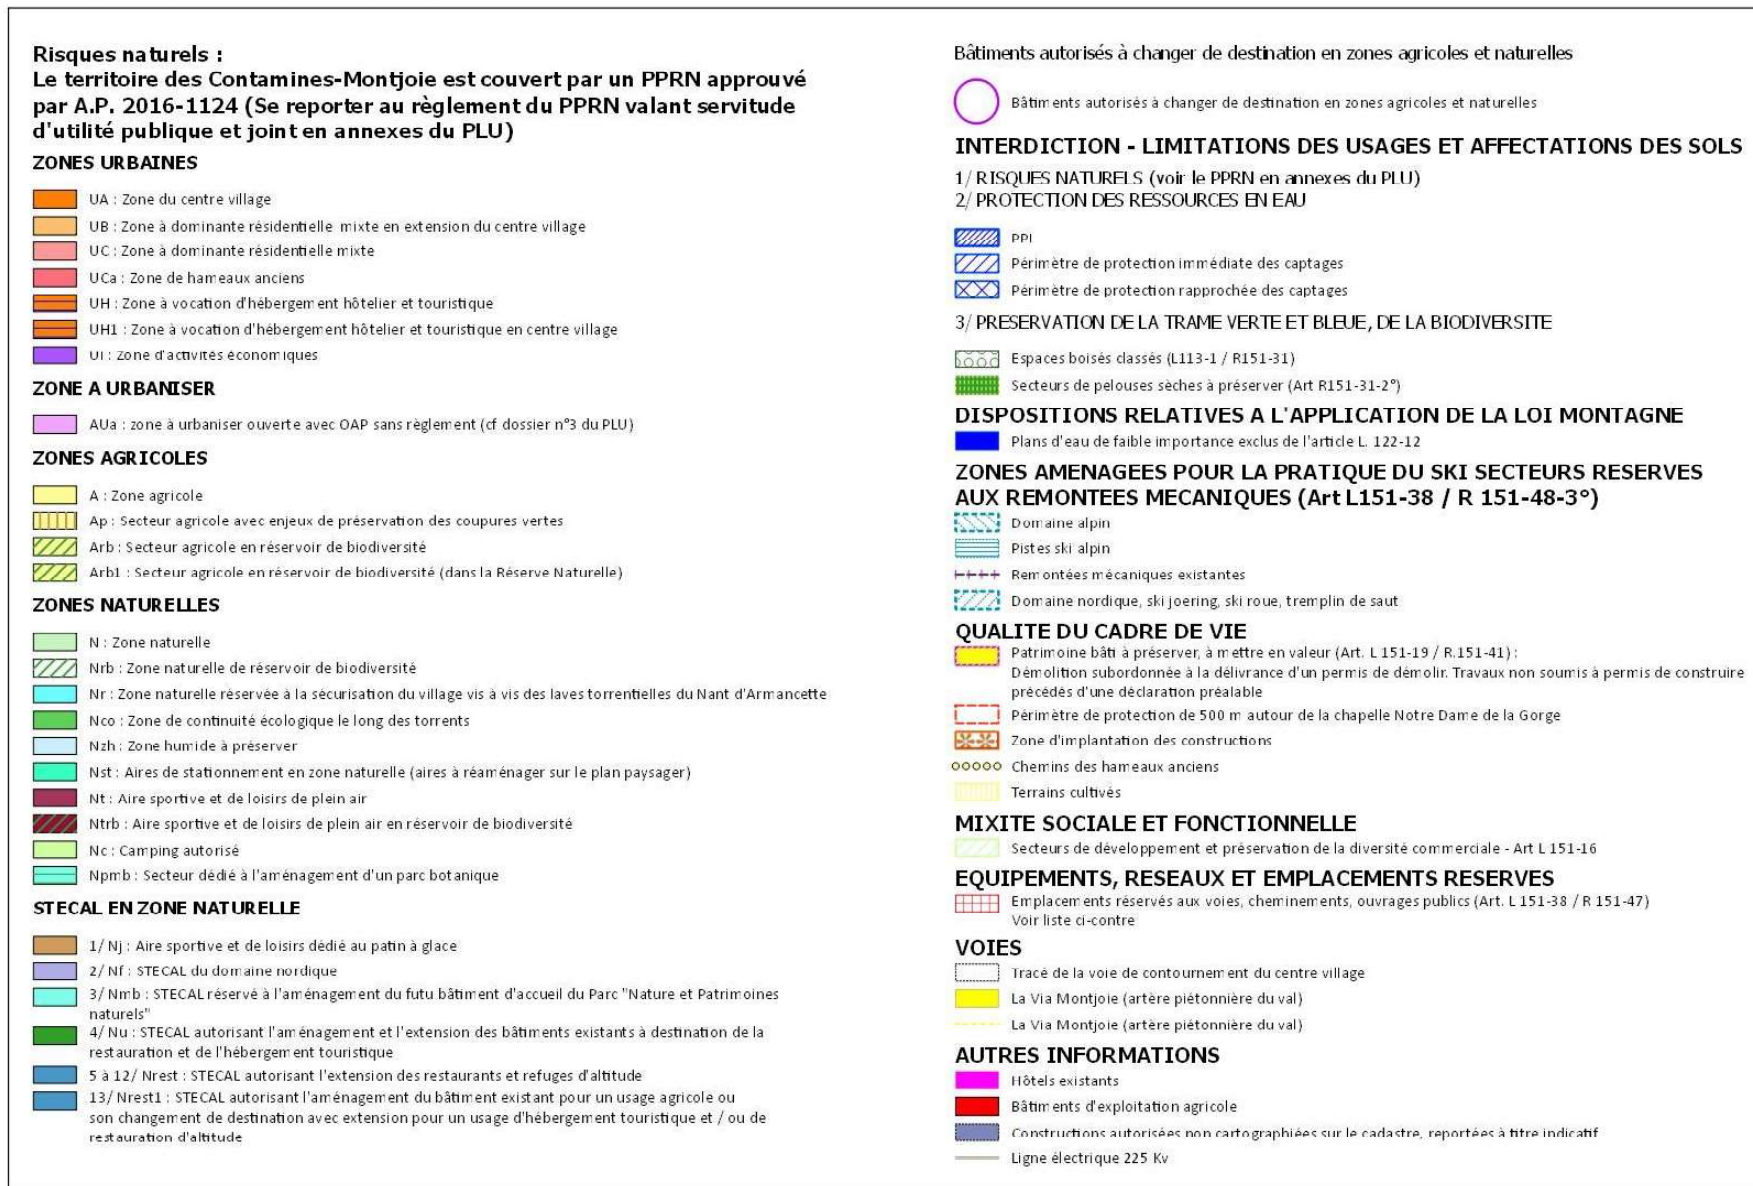 Risques naturels :
Le territoire des Contamines-Montjoie est couvert par un PPRN approuvé
par A.P. 2016-1124 (Se reporter au règlement du PPRN valant servitude
d'utilité publique et joint en annexes du PLU)
ZONES URBAINES
UA : Zone du centre village
UB : Zone à dominante résidentielle mixte en extension du centre village
UC : Zone à dominante résidentielle mixte
UCa : Zone de hameaux anciens
UH : Zone à vocation d'hébergement hôtelier et touristique
UH1 : Zone à vocation d'hébergement hôtelier et touristique en centre village
UI : Zone d'activités économiques
ZONE A URBANISER
AUa : zone à urbaniser ouverte avec OAP sans règlement (cf dossier n°3 du PLU)
ZONES AGRICOLES
A : Zone agricole
Ap : Secteur agricole avec enjeux de préservation des coupures vertes
Arb : Secteur agricole en réservoir de biodiversité
Arb1 : Secteur agricole en réservoir de biodiversité (dans la Réserve Naturelle)
ZONES NATURELLES
N : Zone naturelle
Nrb : Zone naturelle de réservoir de biodiversité
Nr : Zone naturelle réservée à la sécurisation du village vis à vis des laves torrentielles du Nant d'Armancette
Nco : Zone de continuité écologique le long des torrents
Nzh : Zone humide à préserver
Nst : Aires de stationnement en zone naturelle (aires à réaménager sur le plan paysager)
Nt : Aire sportive et de loisirs de plein air
Ntrb : Aire sportive et de loisirs de plein air en réservoir de biodiversité
Nc : Camping autorisé
Npmb : Secteur dédié à l'aménagement d'un parc botanique
STECAL EN ZONE NATURELLE
1/ Nj : Aire sportive et de loisirs dédié au patin à glace
2/ Nf : STECAL du domaine nordique
3/ Nmb : STECAL réservé à l'aménagement du futu bâtiment d'accueil du Parc "Nature et Patrimoines
naturels"
4/ Nu : STECAL autorisant l'aménagement et l'extension des bâtiments existants à destination de la
restauration et de l'hébergement touristique
5 à 12/ Nrest : STECAL autorisant l'extension des restaurants et refuges d'altitude
13/ Nrest1 : STECAL autorisant l'aménagement du bâtiment existant pour un usage agricole ou
son changement de destination avec extension pour un usage d'hébergement touristique et / ou de
restauration d'altitude
Bâtiments autorisés à changer de destination en zones agricoles et naturelles
Bâtiments autorisés à changer de destination en zones agricoles et naturelles
INTERDICTION - LIMITATIONS DES USAGES ET AFFECTATIONS DES SOLS
1/ RISQUES NATURELS (voir le PPRN en annexes du PLU)
2/ PROTECTION DES RESSOURCES EN EAU
PPI
Périmètre de protection immédiate des captages
Périmètre de protection rapprochée des captages
3/ PRESERVATION DE LA TRAME VERTE ET BLEUE, DE LA BIODIVERSITE
Espaces boisés classés (L113-1 / R151-31)
Secteurs de pelouses sèches à préserver (Art R151-31-2°)
DISPOSITIONS RELATIVES A L'APPLICATION DE LA LOI MONTAGNE
Plans d'eau de faible importance exclus de l'article L. 122-12
ZONES AMENAGEES POUR LA PRATIQUE DU SKI SECTEURS RESERVES
AUX REMONTEES MECANIQUES (Art L151-38 / R 151-48-3°)
Domaine alpin
Pistes ski alpin
Remontées mécaniques existantes
Domaine nordique, ski joering, ski roue, tremplin de saut
QUALITE DU CADRE DE VIE
Patrimoine bâti à préserver, à mettre en valeur (Art. L 151-19 / R.151-41) :
Démolition subordonnée à la délivrance d'un permis de démolir. Travaux non soumis à permis de construire
précédés d'une déclaration préalable
Périmètre de protection de 500 m autour de la chapelle Notre Dame de la Gorge
Zone d'implantation des constructions
Chemins des hameaux anciens
Terrains cultivés
MIXITE SOCIALE ET FONCTIONNELLE
Secteurs de développement et préservation de la diversité commerciale - Art L 151-16
EQUIPEMENTS, RESEAUX ET EMPLACEMENTS RESERVES
Emplacements réservés aux voies, cheminements, ouvrages publics (Art. L 151-38 / R 151-47)
Voir liste ci-contre
VOIES
Tracé de la voie de contournement du centre village
La Via Montjoie (artère piétonnière du val)
La Via Montjoie (artère piétonnière du val)
AUTRES INFORMATIONS
Hôtels existants
Bâtiments d'exploitation agricole
Constructions autorisées non cartographiées sur le cadastre, reportées à titre indicatif
Ligne électrique 225 Kv